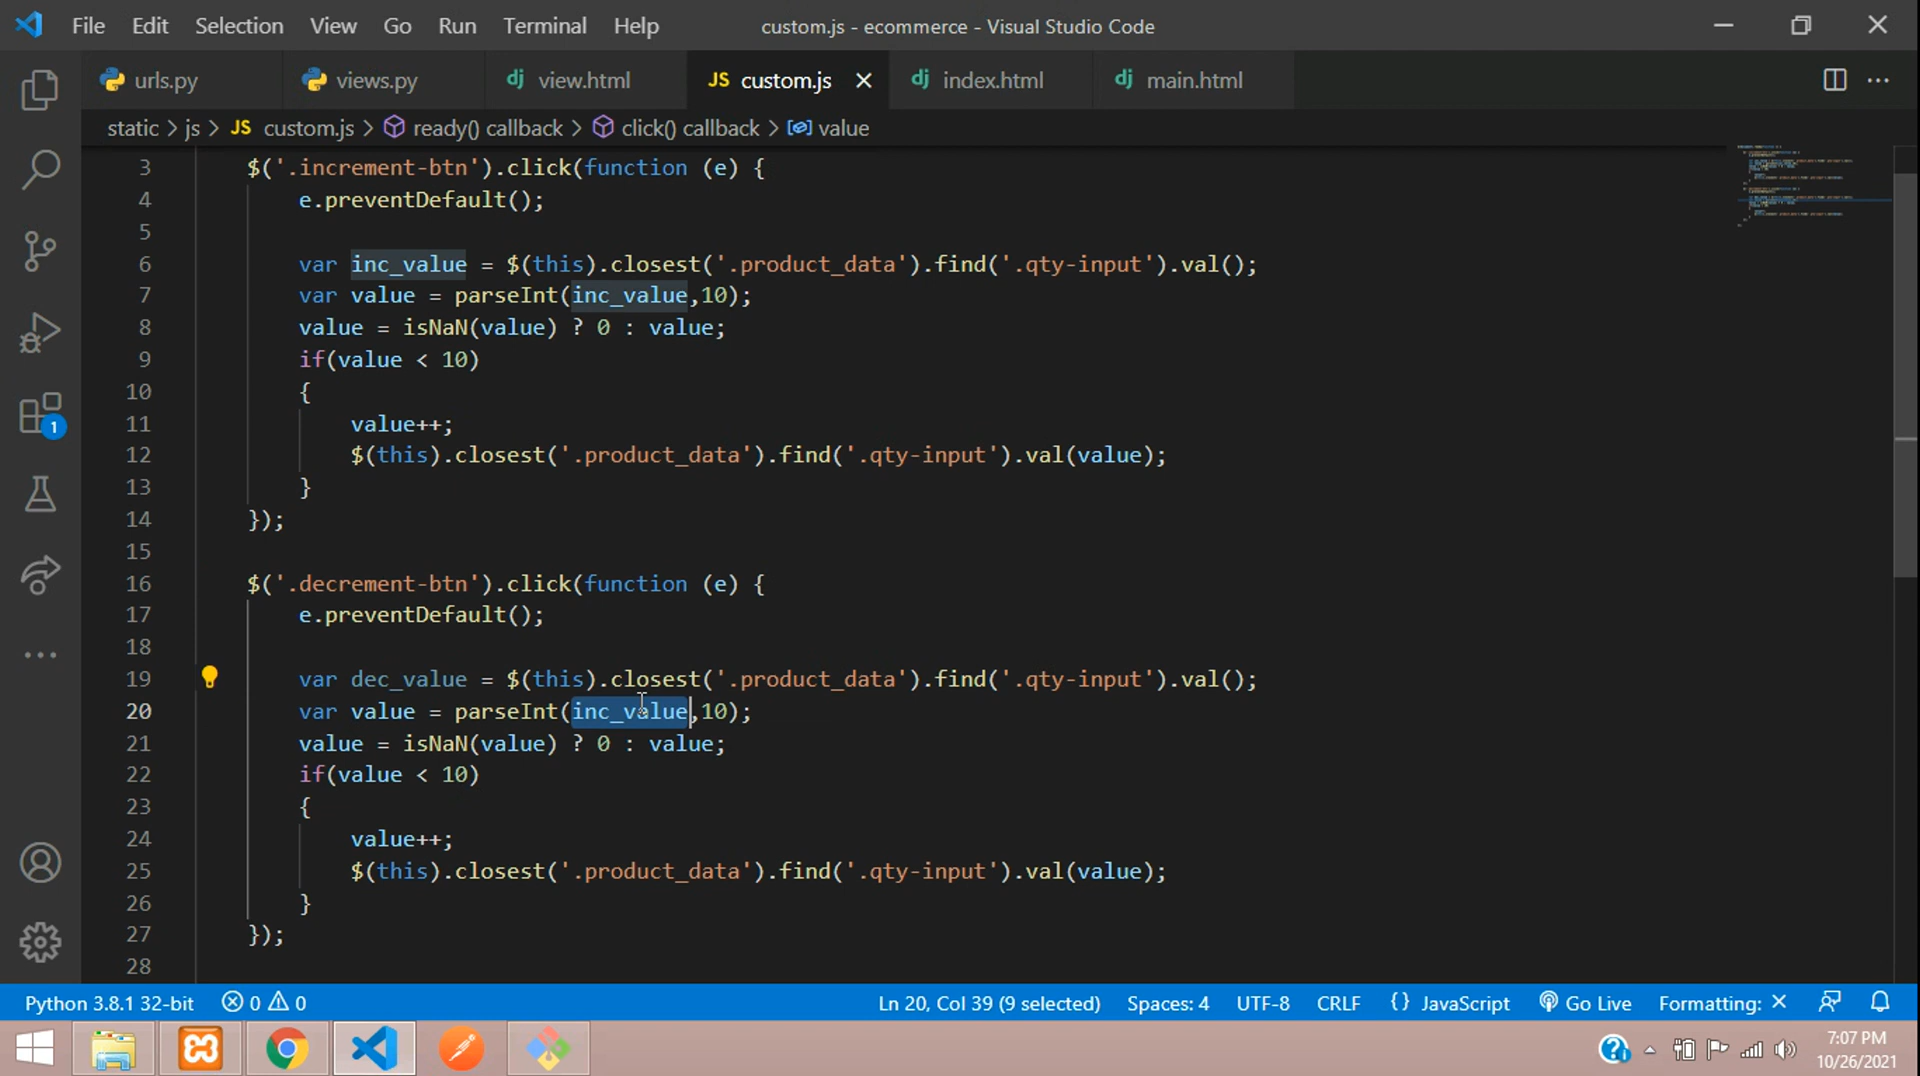 File Edit Selection View Go Run Terminal Help custom.js - ecommerce - Visual Studio Code
urls.py views.py dj view.html JS custom.js dj index.html dj main.html
static > js > JS custom.js > ready() callback > click() callback > value
3 $('.increment-btn').click(function (e) {
4 e.preventDefault();
5
6 var inc_value = $(this).closest('.product_data').find('.qty-input').val();
7 var value = parseInt(inc_value,10);
8 value = isNaN(value) ? 0 : value;
9 if(value < 10)
10 {
11 value++;
12 $(this).closest('.product_data').find('.qty-input').val(value);
13 }
14 });
15
16 $('.decrement-btn').click(function (e) {
17 e.preventDefault();
18
19 var dec_value = $(this).closest('.product_data').find('.qty-input').val();
20 var value = parseInt(inc_value,10);
21 value = isNaN(value) ? 0 : value;
22 if(value < 10)
23 {
24 value++;
25 $(this).closest('.product_data').find('.qty-input').val(value);
26 }
27 });
28
1
Python 3.8.1 32-bit 0 0 Ln 20, Col 39 (9 selected) Spaces: 4 UTF-8 CRLF {} JavaScript Go Live Formatting: ×
7:07 PM
10/26/2021